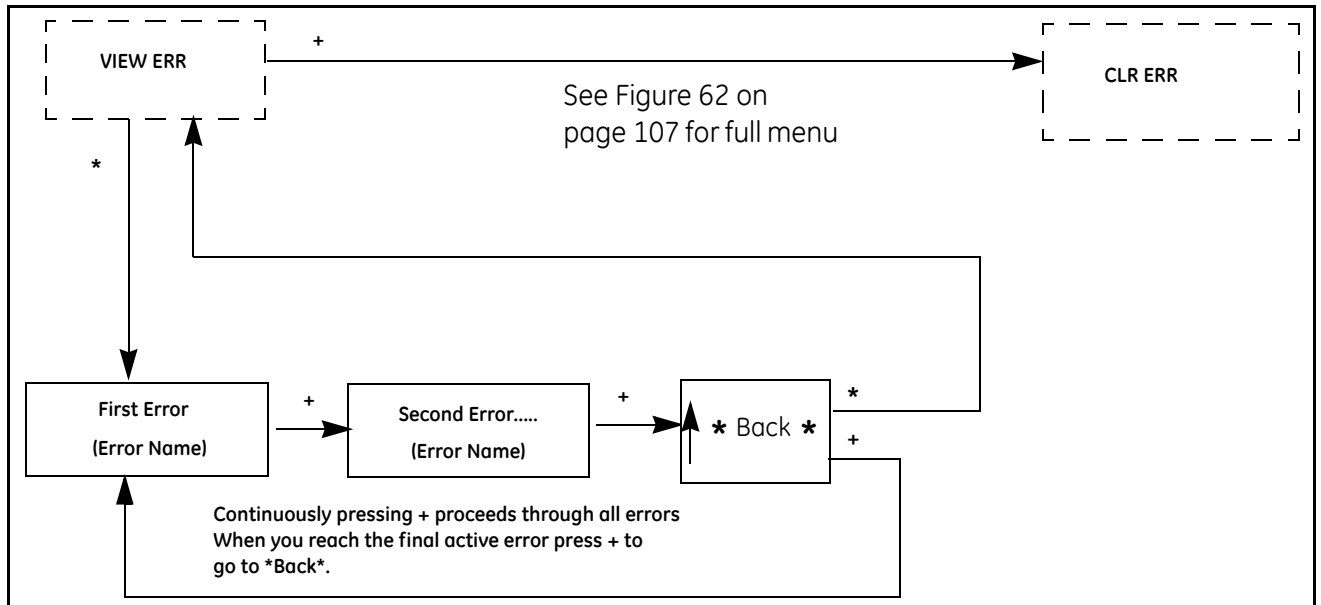 VIEW ERR
+
CLR ERR
See Figure 62 on
page 107 for full menu
*
First Error
(Error Name)
+
Second Error.....
(Error Name)
+
* Back *
*
+
Continuously pressing + proceeds through all errors
When you reach the final active error press + to
go to *Back*.